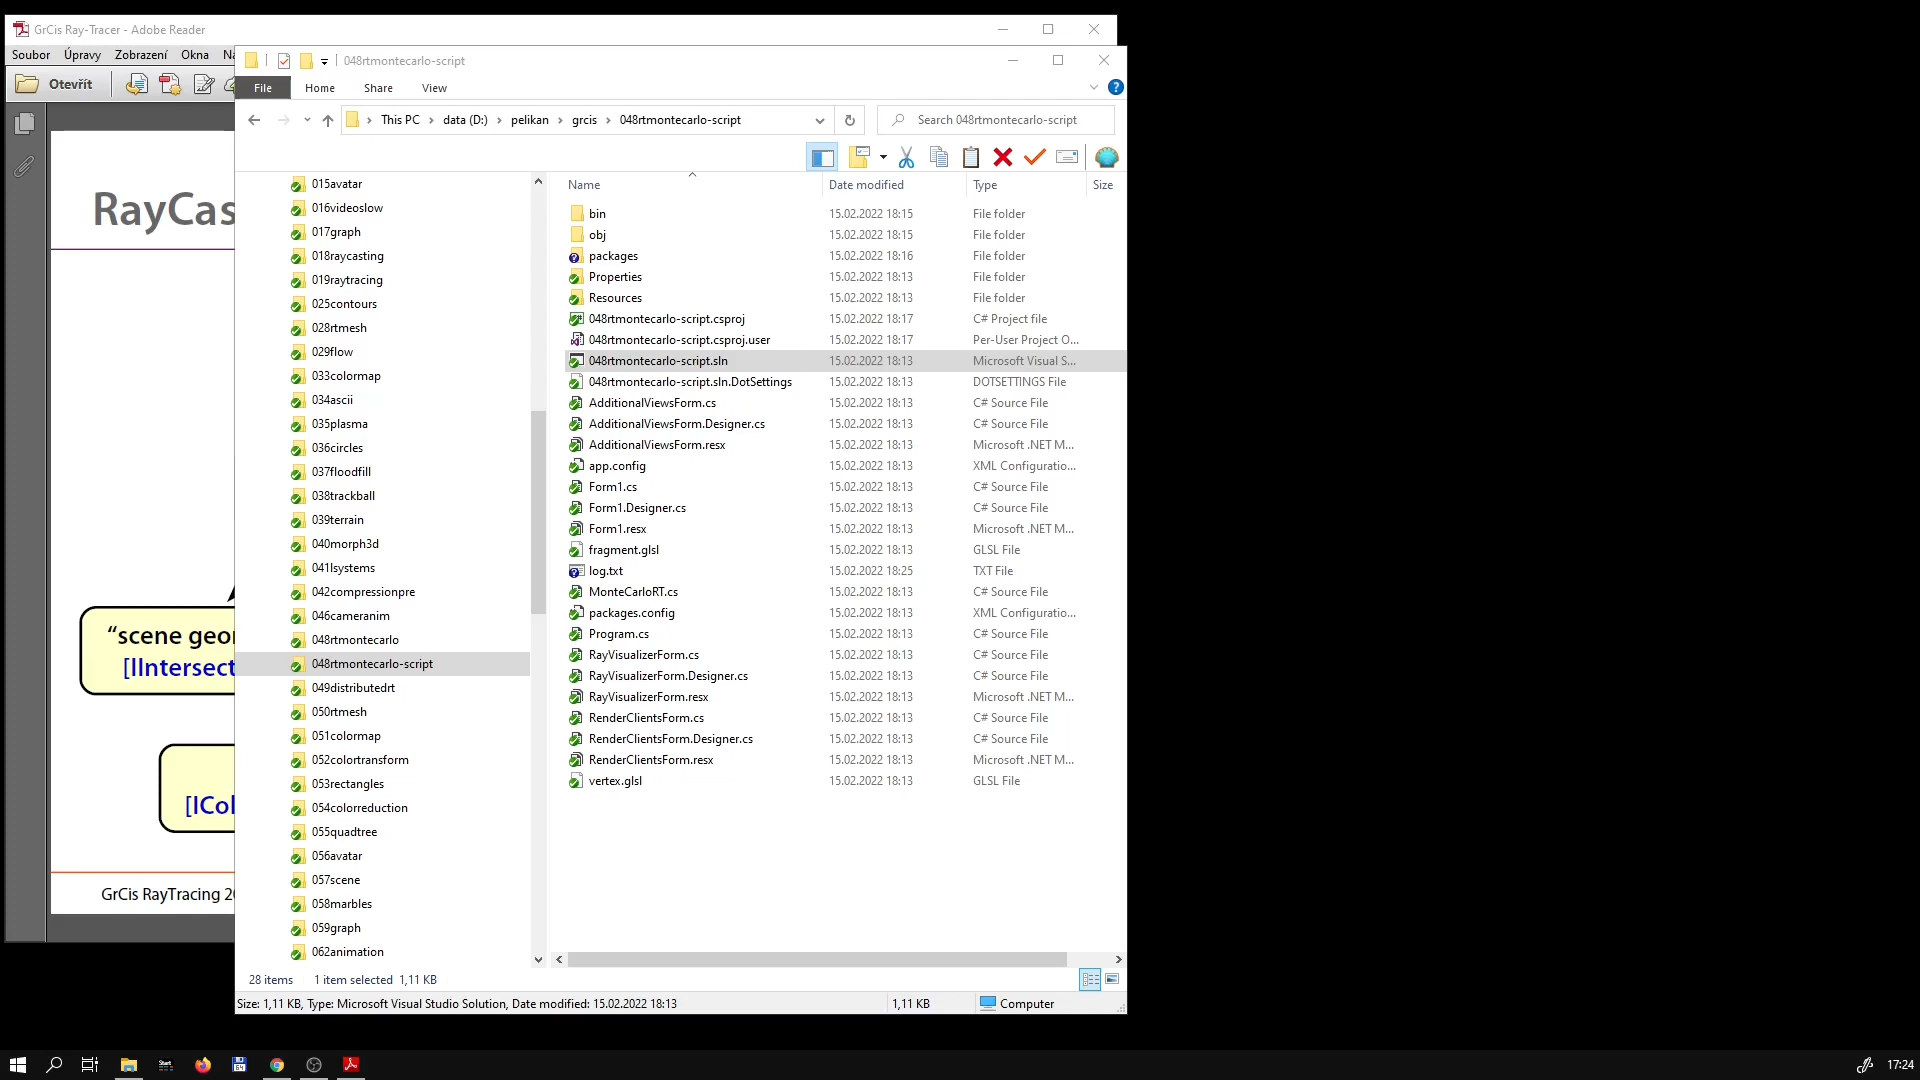 GrCis Ray-Tracer - Adobe Reader
Soubor Úpravy Zobrazení Okna
Otevřít
048rtmontecarlo-script
File Home Share View
This PC data (D:) pelikan grcis 048rtmontecarlo-script
Search 048rtmontecarlo-script
RayCas
“scene geor
[IIntersect
[ICol
GrCis RayTracing 20
015avatar
016videoslow
017graph
018raycasting
019raytracing
025contours
028rtmesh
029flow
033colormap
034ascii
035plasma
036circles
037floodfill
038trackball
039terrain
040morph3d
041lsystems
042compressionpre
046cameranim
048rtmontecarlo
048rtmontecarlo-script
049distributedrt
050rtmesh
051colormap
052colortransform
053rectangles
054colorreduction
055quadtree
056avatar
057scene
058marbles
059graph
062animation
Name Date modified Type Size
bin 15.02.2022 18:15 File folder
obj 15.02.2022 18:15 File folder
packages 15.02.2022 18:16 File folder
Properties 15.02.2022 18:13 File folder
Resources 15.02.2022 18:13 File folder
048rtmontecarlo-script.csproj 15.02.2022 18:17 C# Project file
048rtmontecarlo-script.csproj.user 15.02.2022 18:17 Per-User Project O...
048rtmontecarlo-script.sln 15.02.2022 18:13 Microsoft Visual S...
048rtmontecarlo-script.sln.DotSettings 15.02.2022 18:13 DOTSETTINGS File
AdditionalViewsForm.cs 15.02.2022 18:13 C# Source File
AdditionalViewsForm.Designer.cs 15.02.2022 18:13 C# Source File
AdditionalViewsForm.resx 15.02.2022 18:13 Microsoft .NET M...
app.config 15.02.2022 18:13 XML Configuratio...
Form1.cs 15.02.2022 18:13 C# Source File
Form1.Designer.cs 15.02.2022 18:13 C# Source File
Form1.resx 15.02.2022 18:13 Microsoft .NET M...
fragment.glsl 15.02.2022 18:13 GLSL File
log.txt 15.02.2022 18:25 TXT File
MonteCarloRT.cs 15.02.2022 18:13 C# Source File
packages.config 15.02.2022 18:13 XML Configuratio...
Program.cs 15.02.2022 18:13 C# Source File
RayVisualizerForm.cs 15.02.2022 18:13 C# Source File
RayVisualizerForm.Designer.cs 15.02.2022 18:13 C# Source File
RayVisualizerForm.resx 15.02.2022 18:13 Microsoft .NET M...
RenderClientsForm.cs 15.02.2022 18:13 C# Source File
RenderClientsForm.Designer.cs 15.02.2022 18:13 C# Source File
RenderClientsForm.resx 15.02.2022 18:13 Microsoft .NET M...
vertex.glsl 15.02.2022 18:13 GLSL File
28 items 1 item selected 1,11 KB
Size: 1,11 KB, Type: Microsoft Visual Studio Solution, Date modified: 15.02.2022 18:13 1,11 KB Computer
Start
64
17:24